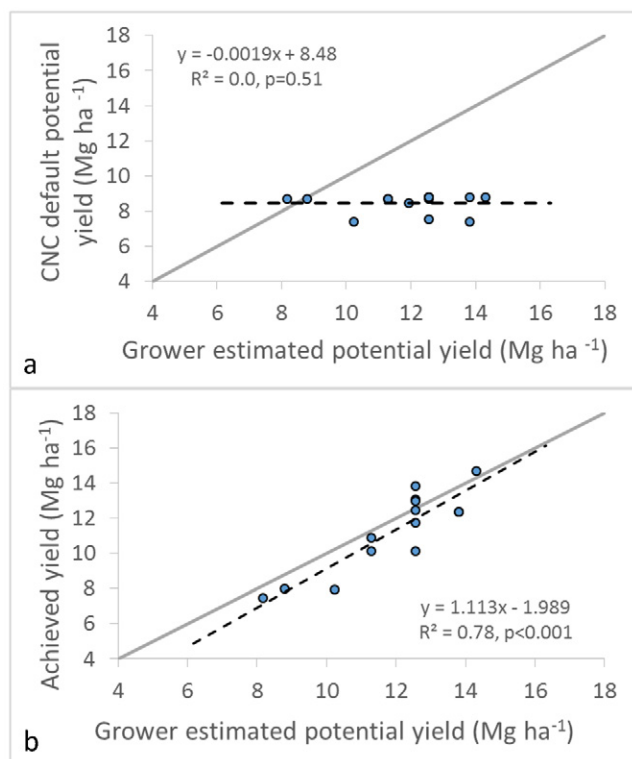 18
16
14
12
10
8
6
4
CNC default potential
yield (Mg ha -1)
y = -0.0019x + 8.48
R² = 0.0, p=0.51
4 6 8 10 12 14 16 18
Grower estimated potential yield (Mg ha -1)
a
18
16
14
12
10
8
6
4
Achieved yield (Mg ha-1)
y = 1.113x - 1.989
R² = 0.78, p<0.001
4 6 8 10 12 14 16 18
Grower estimated potential yield (Mg ha -1)
b